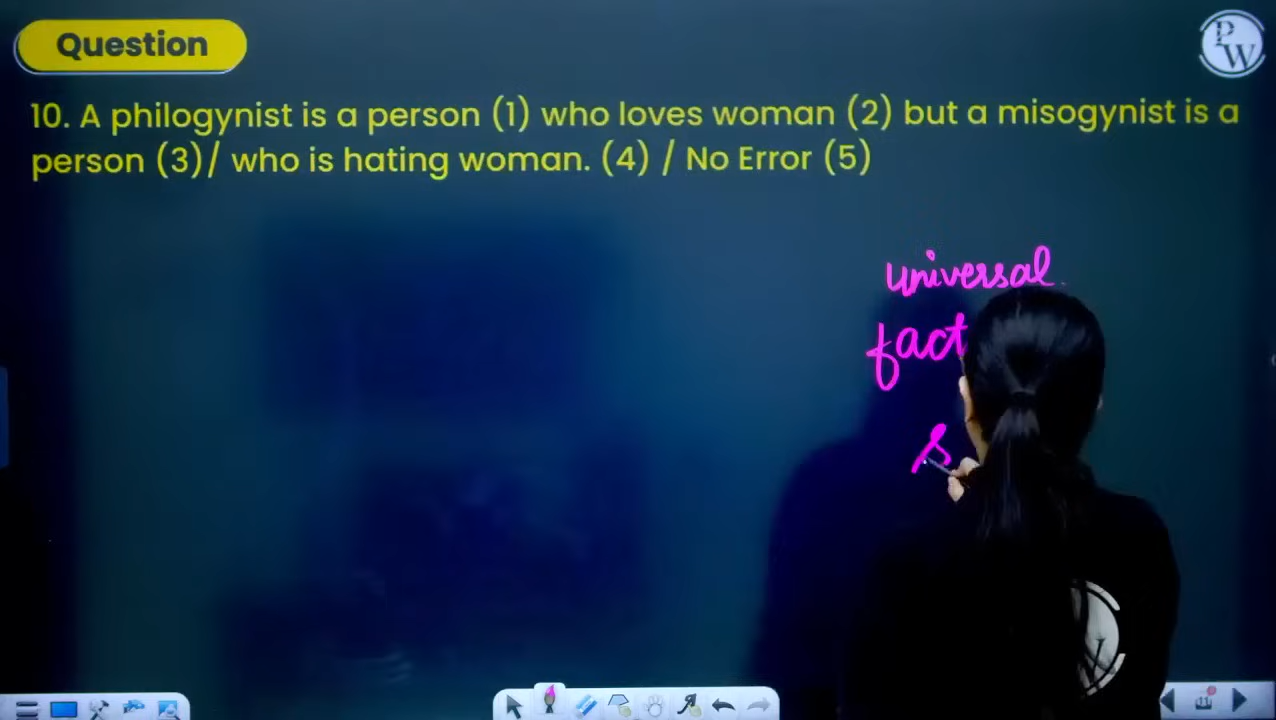 Question
PW
10. A philogynist is a person (1) who loves woman (2) but a misogynist is a
person (3)/ who is hating woman. (4) / No Error (5)
universal
fact
s